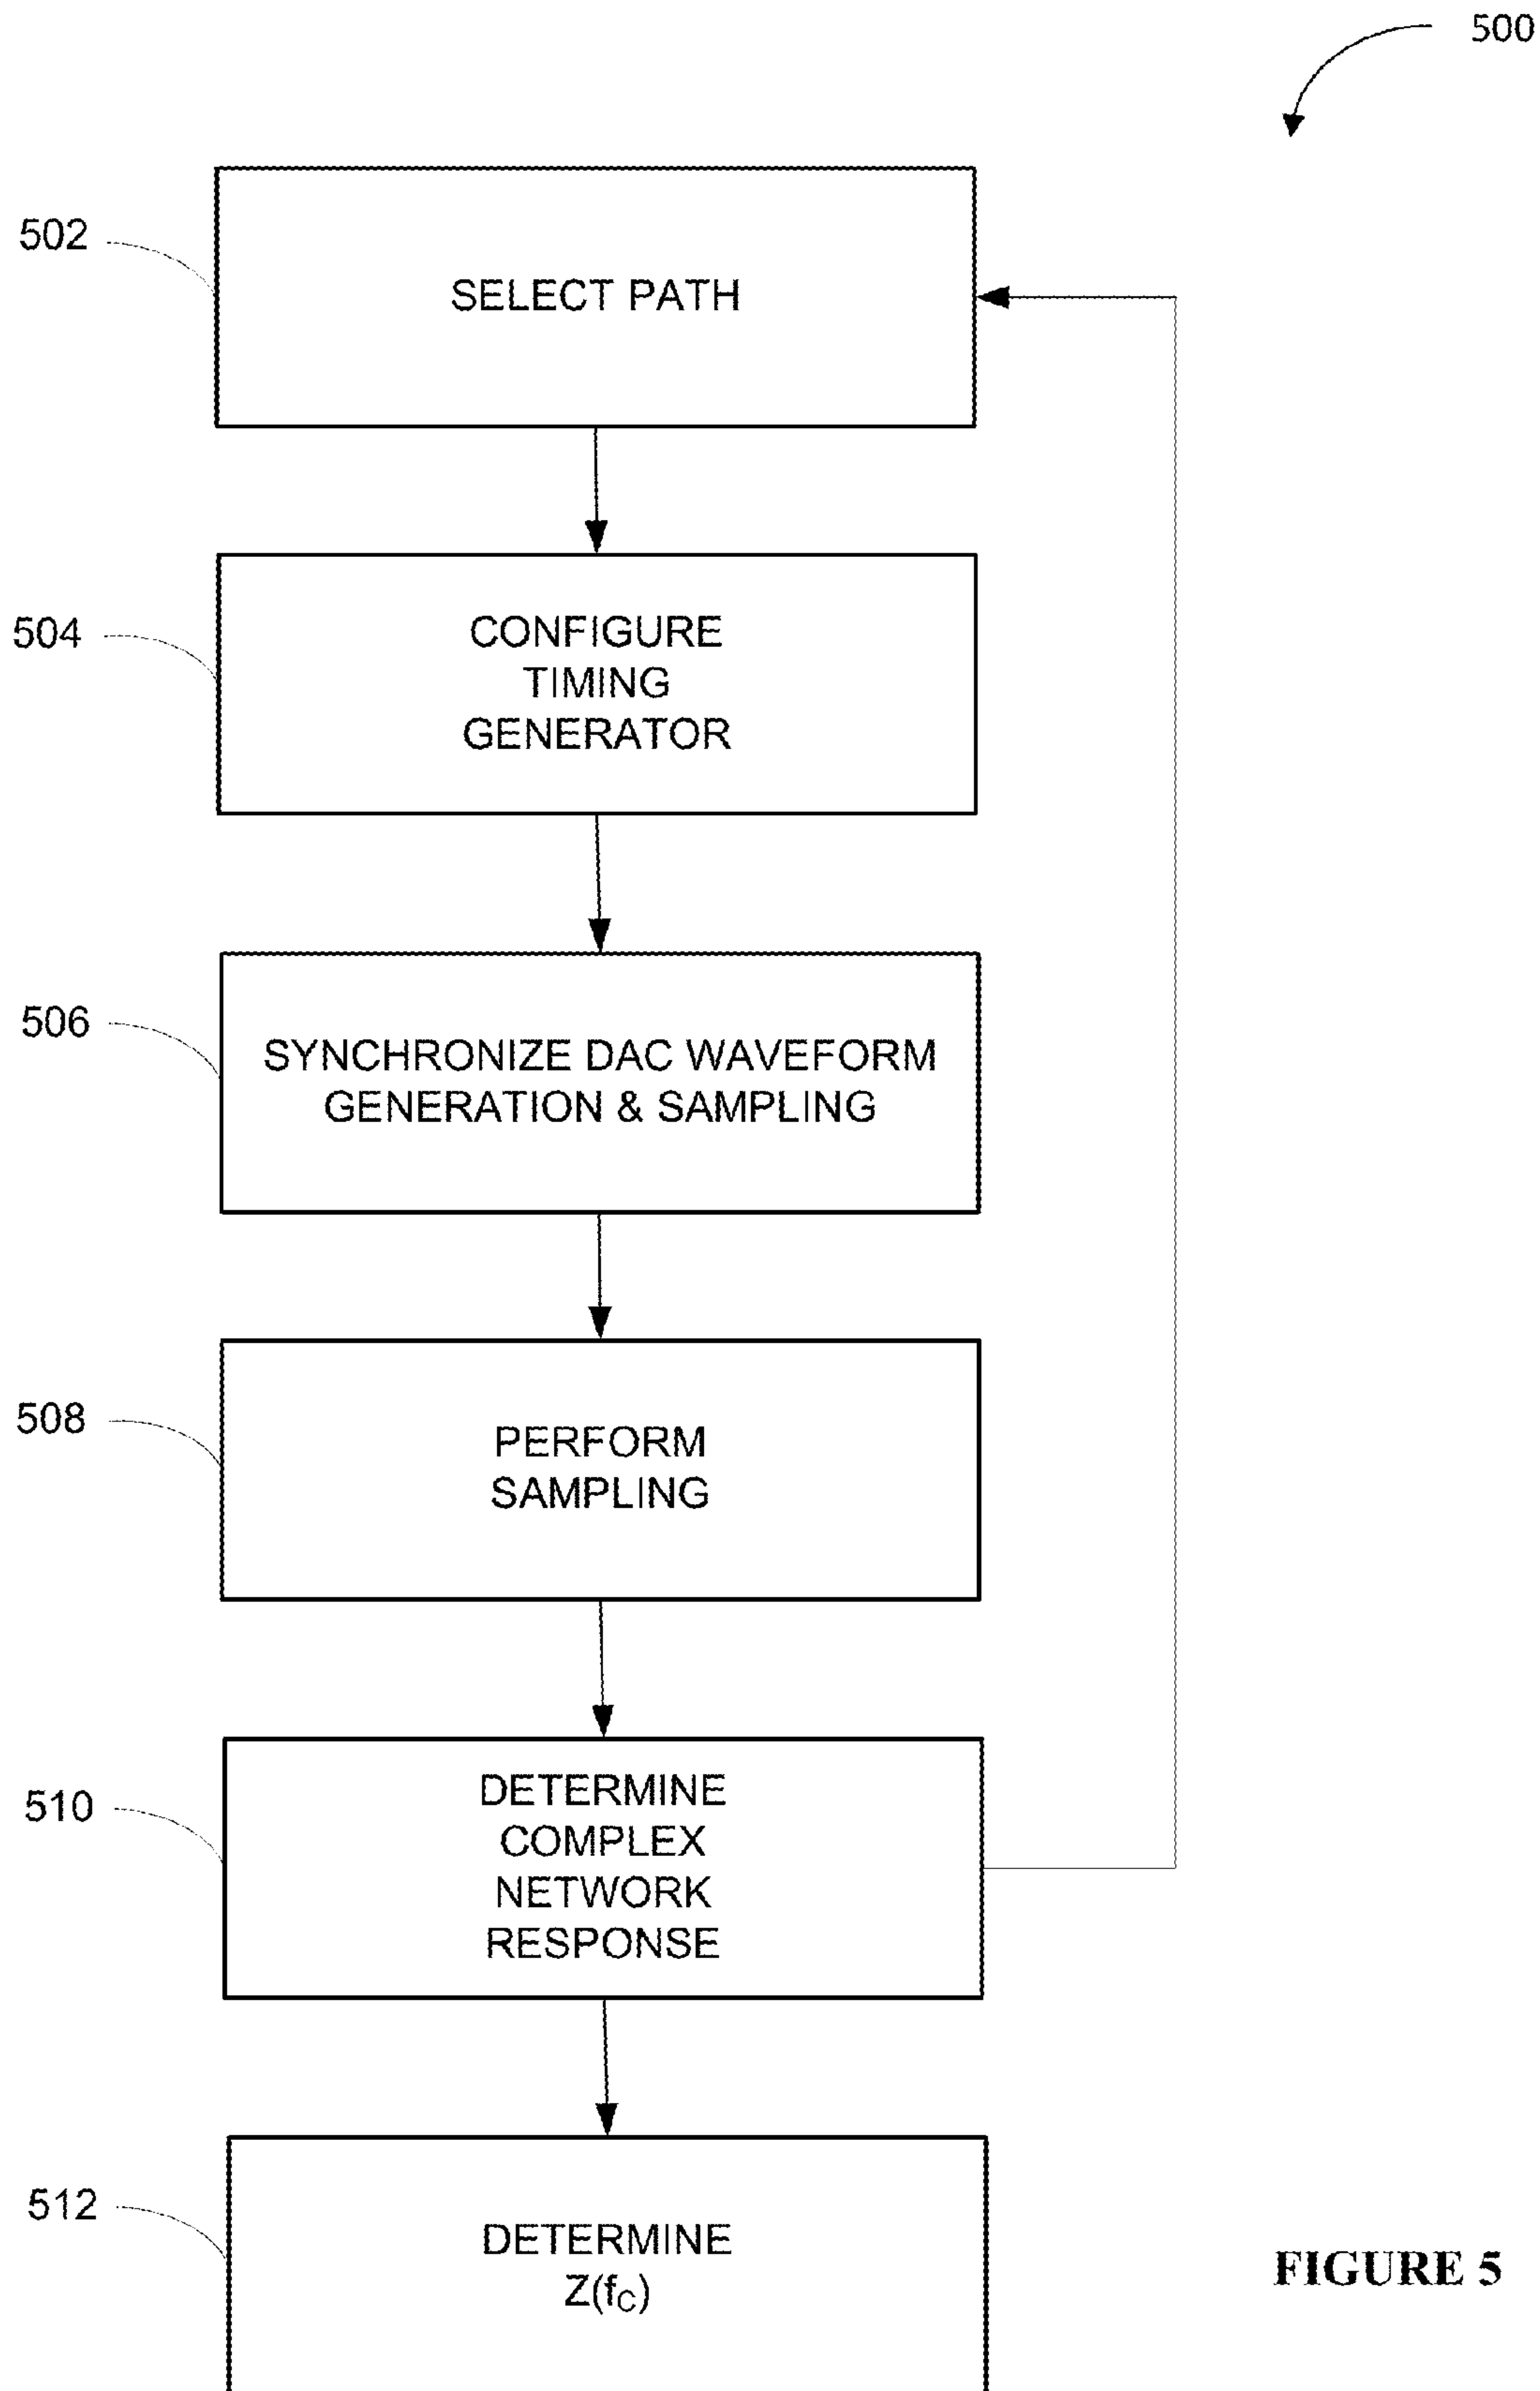 500
502
SELECT PATH
504
CONFIGURE
TIMING
GENERATOR
506
SYNCHRONIZE DAC WAVEFORM
GENERATION & SAMPLING
508
PERFORM
SAMPLING
510
DETERMINE
COMPLEX
NETWORK
RESPONSE
512
DETERMINE
Z(fC)
FIGURE 5